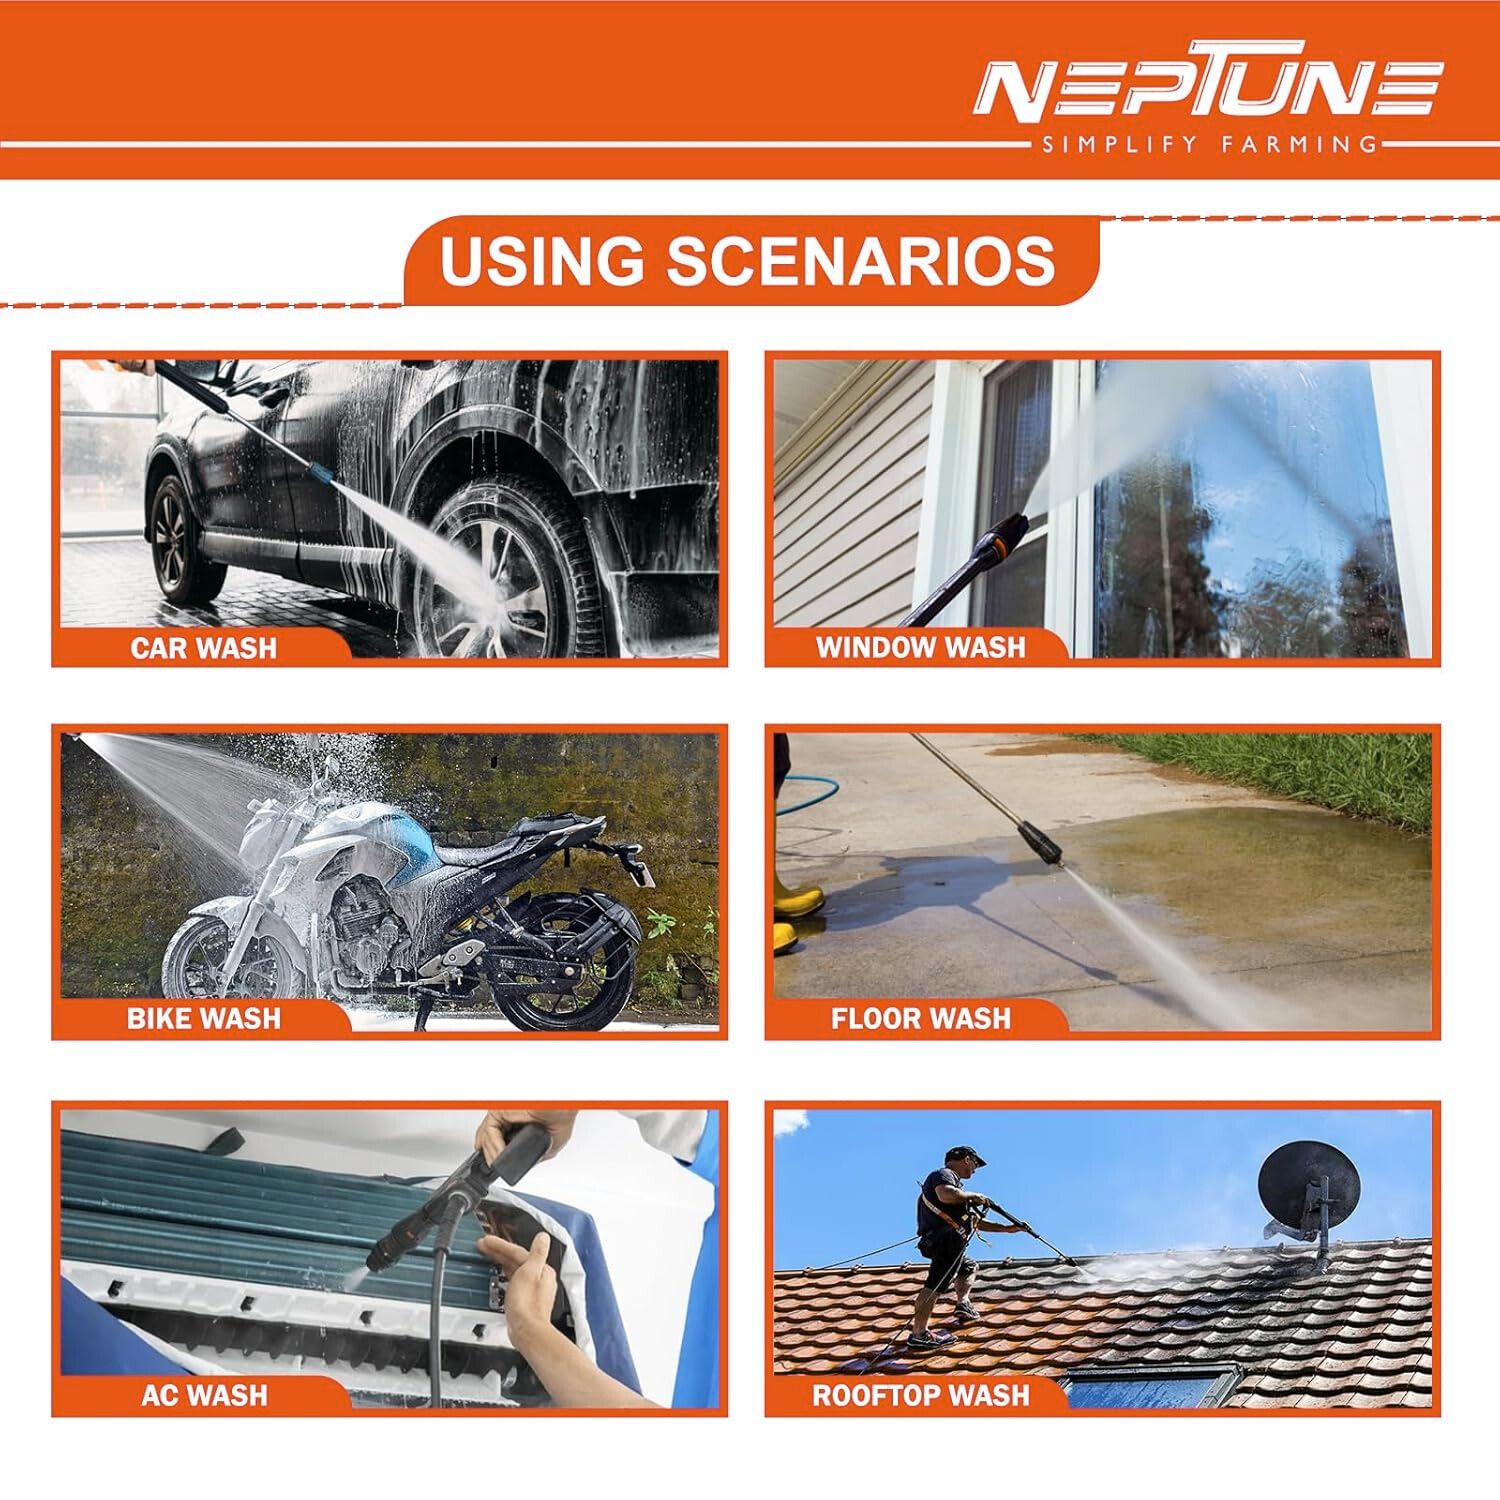 NEPTUNE
SIMPLIFY FARMING
USING SCENARIOS
CAR WASH
WINDOW WASH
BIKE WASH
FLOOR WASH
AC WASH
ROOFTOP WASH